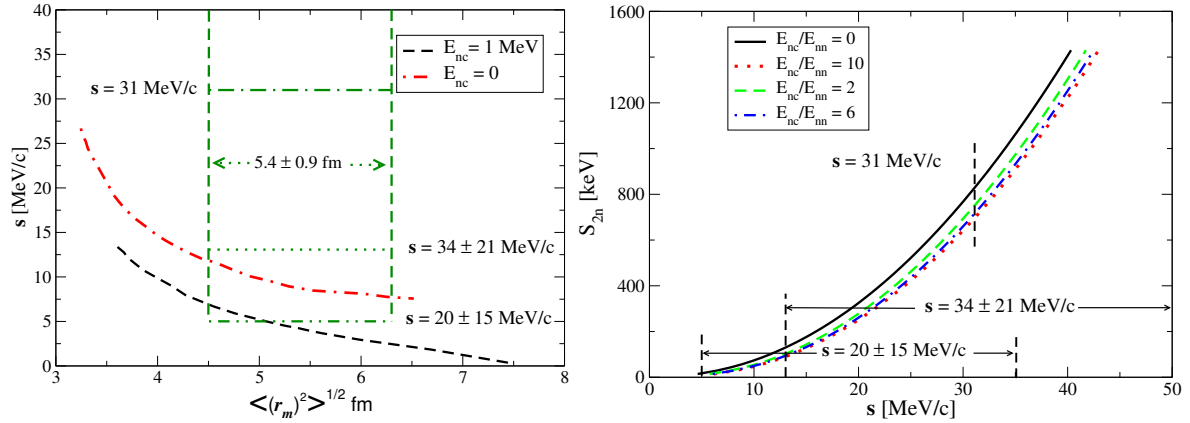 40
35
30
25
20
15
10
5
0
s [MeV/c]
E_nc = 1 MeV
E_nc = 0
s = 31 MeV/c
5.4 ± 0.9 fm
s = 34 ± 21 MeV/c
s = 20 ± 15 MeV/c
3 4 5 6 7 8
<(r_m)^2>^1/2 fm
1600
1200
800
400
0
S_2n [keV]
E_nc/E_nn = 0
E_nc/E_nn = 10
E_nc/E_nn = 2
E_nc/E_nn = 6
s = 31 MeV/c
s = 34 ± 21 MeV/c
s = 20 ± 15 MeV/c
0 10 20 30 40 50
s [MeV/c]